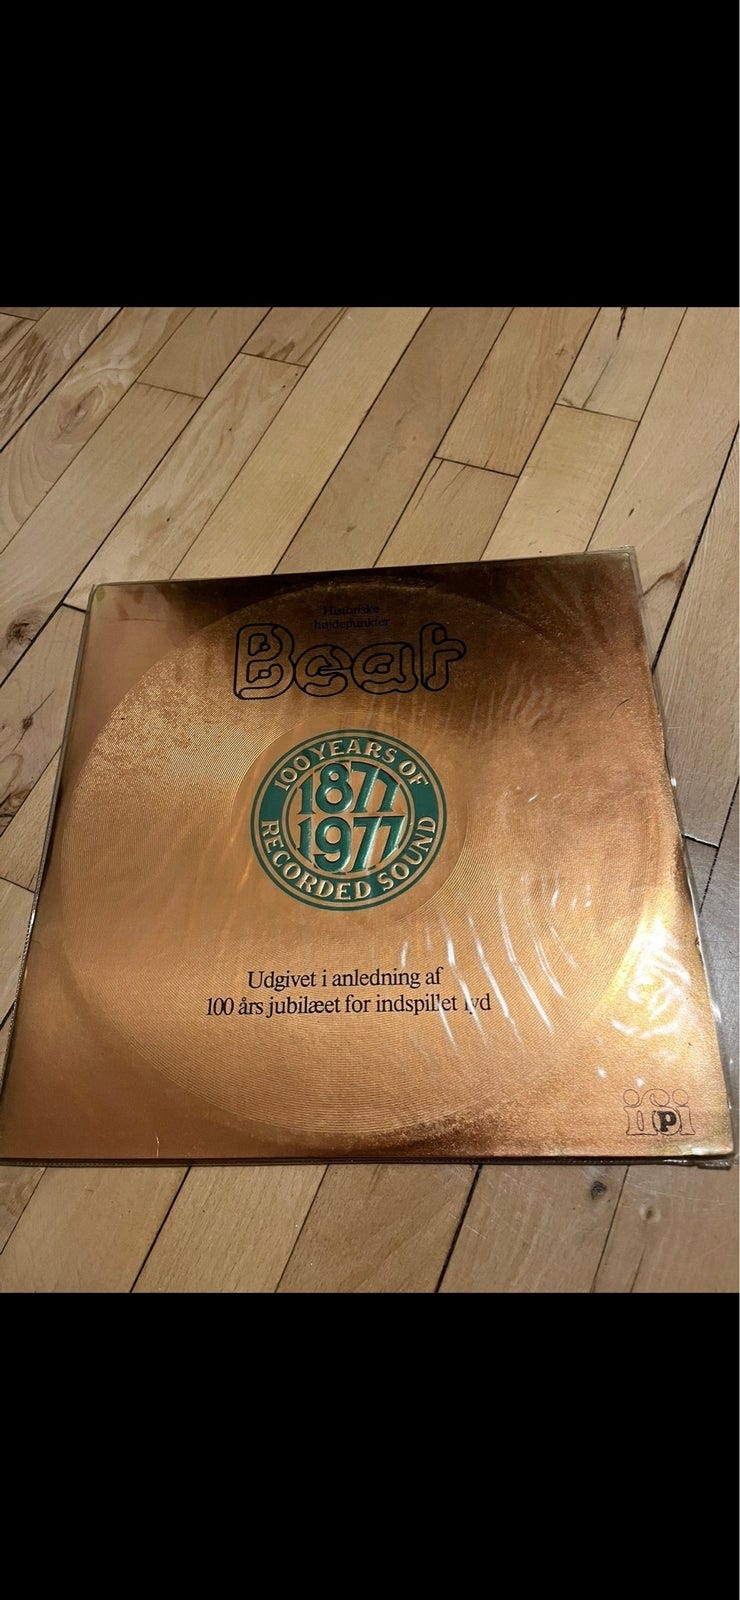 Historiske
højdepunkter
Beat
100 YEARS OF
1877
1977
RECORDED SOUND
Udgivet i anledning af
100 års jubilæet for indspillet lyd
ifpi